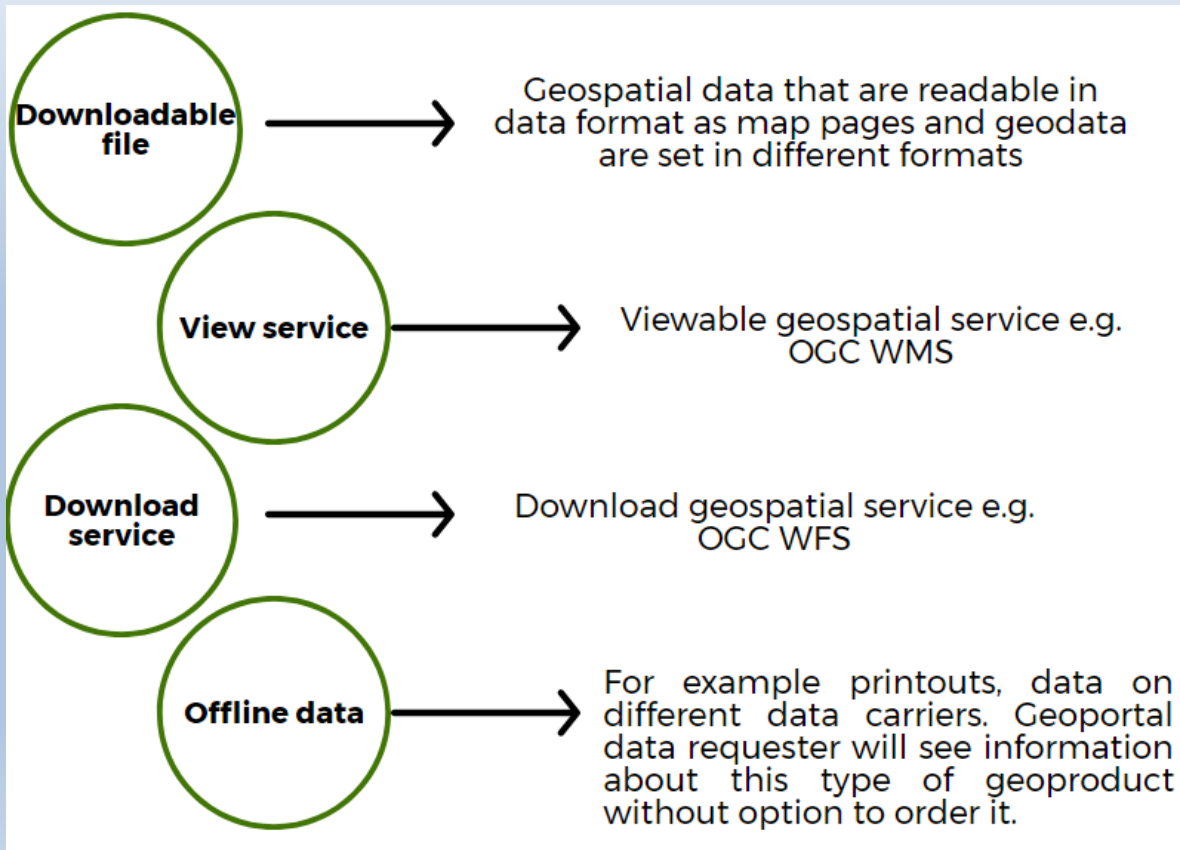 Downloadable
file
Geospatial data that are readable in
data format as map pages and geodata
are set in different formats
View service
Viewable geospatial service e.g.
OGC WMS
Download
service
Download geospatial service e.g.
OGC WFS
Offline data
For example printouts, data on
different data carriers. Geoportal
data requester will see information
about this type of geoproduct
without option to order it.